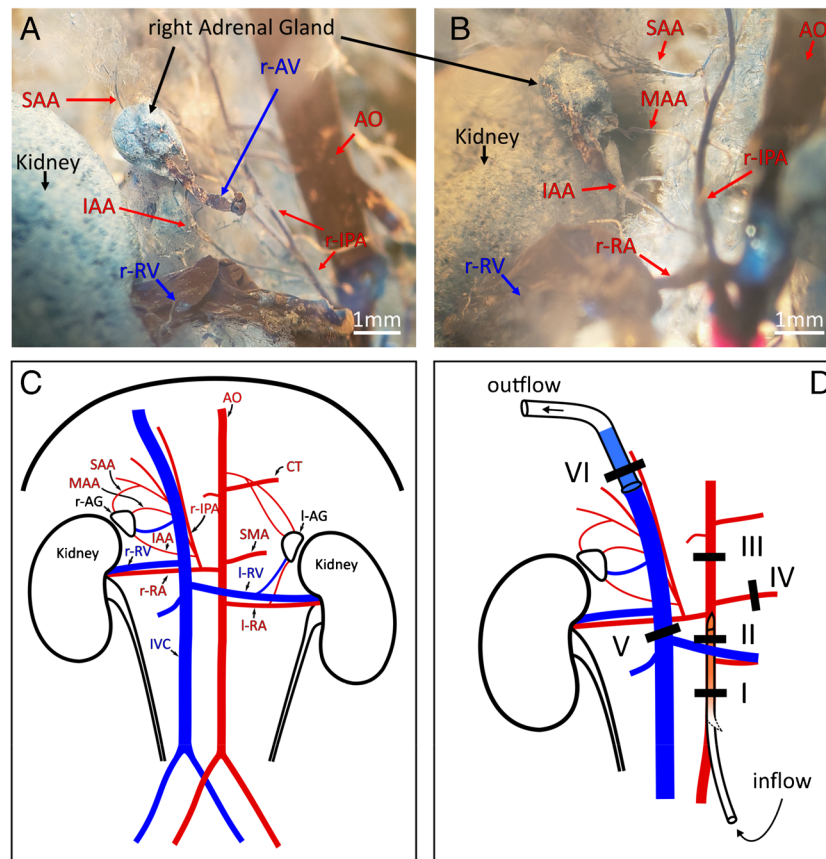 A
right Adrenal Gland
r-AV
SAA
AO
Kidney
IAA
r-IPA
r-RV
1mm
B
SAA
AO
MAA
Kidney
r-IPA
IAA
r-RA
r-RV
1mm
C
AO
SAA
MAA
r-AG
CT
r-IPA
l-AG
Kidney
IAA
SMA
Kidney
r-RV
l-RV
r-RA
l-RA
IVC
D
outflow
VI
III
IV
II
V
I
inflow